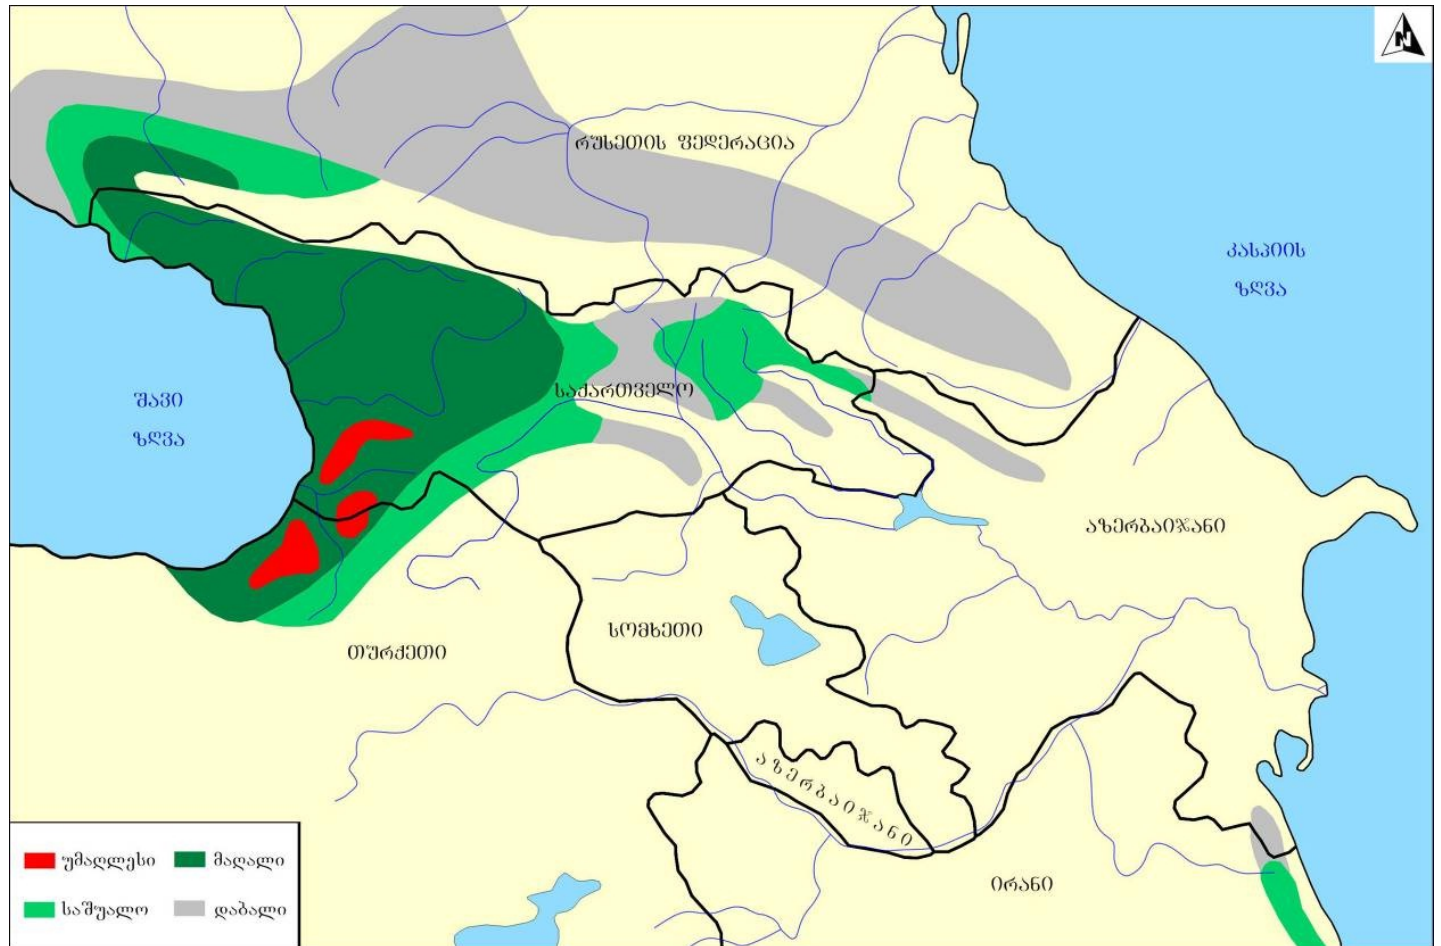 N
რუსეთის ფედერაცია
კასპიის
ზღვა
შავი
ზღვა
საქართველო
აზერბაიჯანი
სომხეთი
თურქეთი
აზერბაიჯანი
ირანი
უმაღლესი
მაღალი
საშუალო
დაბალი